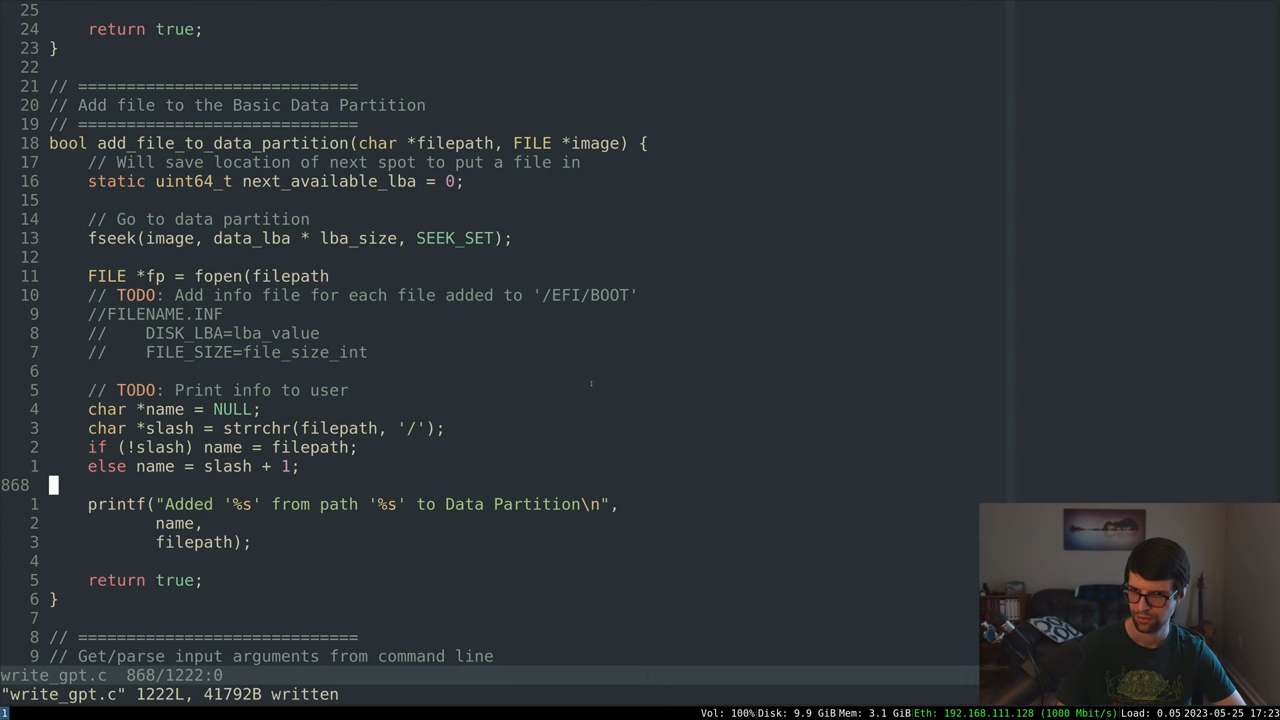 25
24     return true;
23 }
22
21 // =============================
20 // Add file to the Basic Data Partition
19 // =============================
18 bool add_file_to_data_partition(char *filepath, FILE *image) {
17     // Will save location of next spot to put a file in
16     static uint64_t next_available_lba = 0;
15
14     // Go to data partition
13     fseek(image, data_lba * lba_size, SEEK_SET);
12
11     FILE *fp = fopen(filepath
10     // TODO: Add info file for each file added to '/EFI/BOOT'
9     //FILENAME.INF
8     //    DISK_LBA=lba_value
7     //    FILE_SIZE=file_size_int
6
5     // TODO: Print info to user
4     char *name = NULL;
3     char *slash = strrchr(filepath, '/');
2     if (!slash) name = filepath;
1     else name = slash + 1;
868
1     printf("Added '%s' from path '%s' to Data Partition\n",
2            name,
3            filepath);
4
5     return true;
6 }
7
8 // =============================
9 // Get/parse input arguments from command line
write_gpt.c  868/1222:0
"write_gpt.c" 1222L, 41792B written
1 Vol: 100% Disk: 9.9 GiB Mem: 3.1 GiB Eth: 192.168.111.128 (1000 Mbit/s) Load: 0.05 2023-05-25 17:23